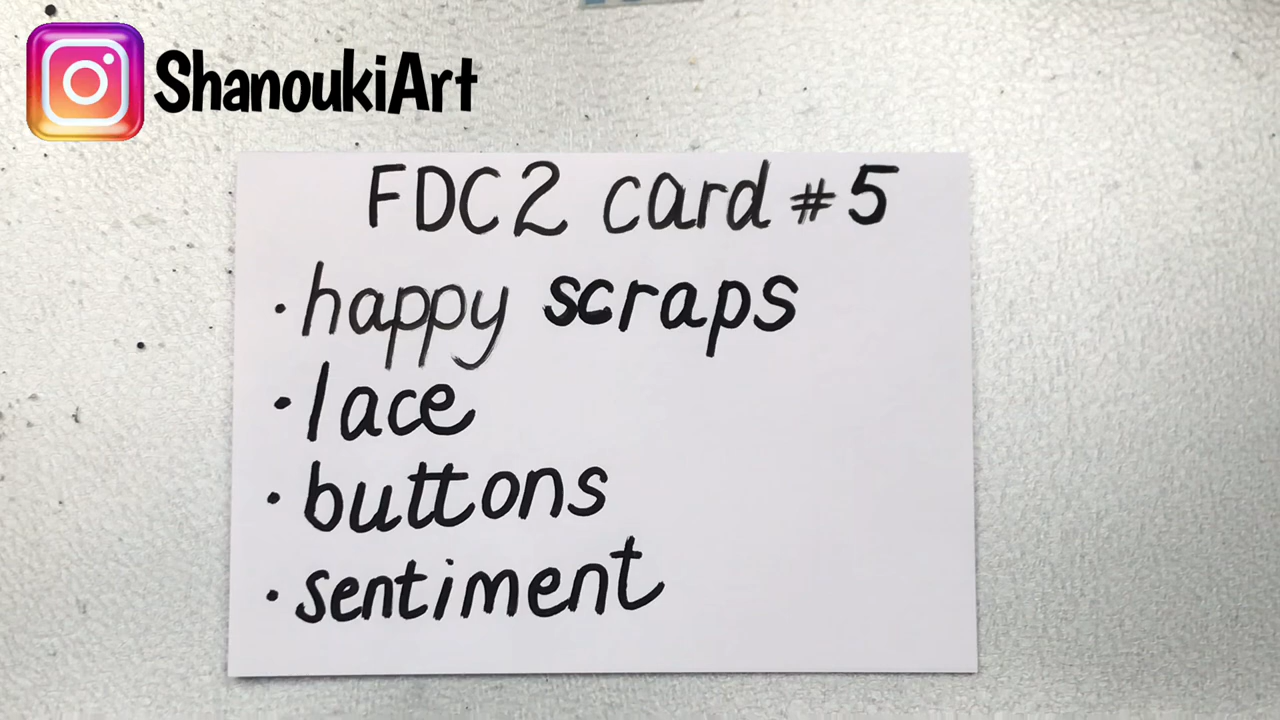 ShanoukiArt
FDC2 card #5
· happy scraps
· lace
· buttons
· sentiment